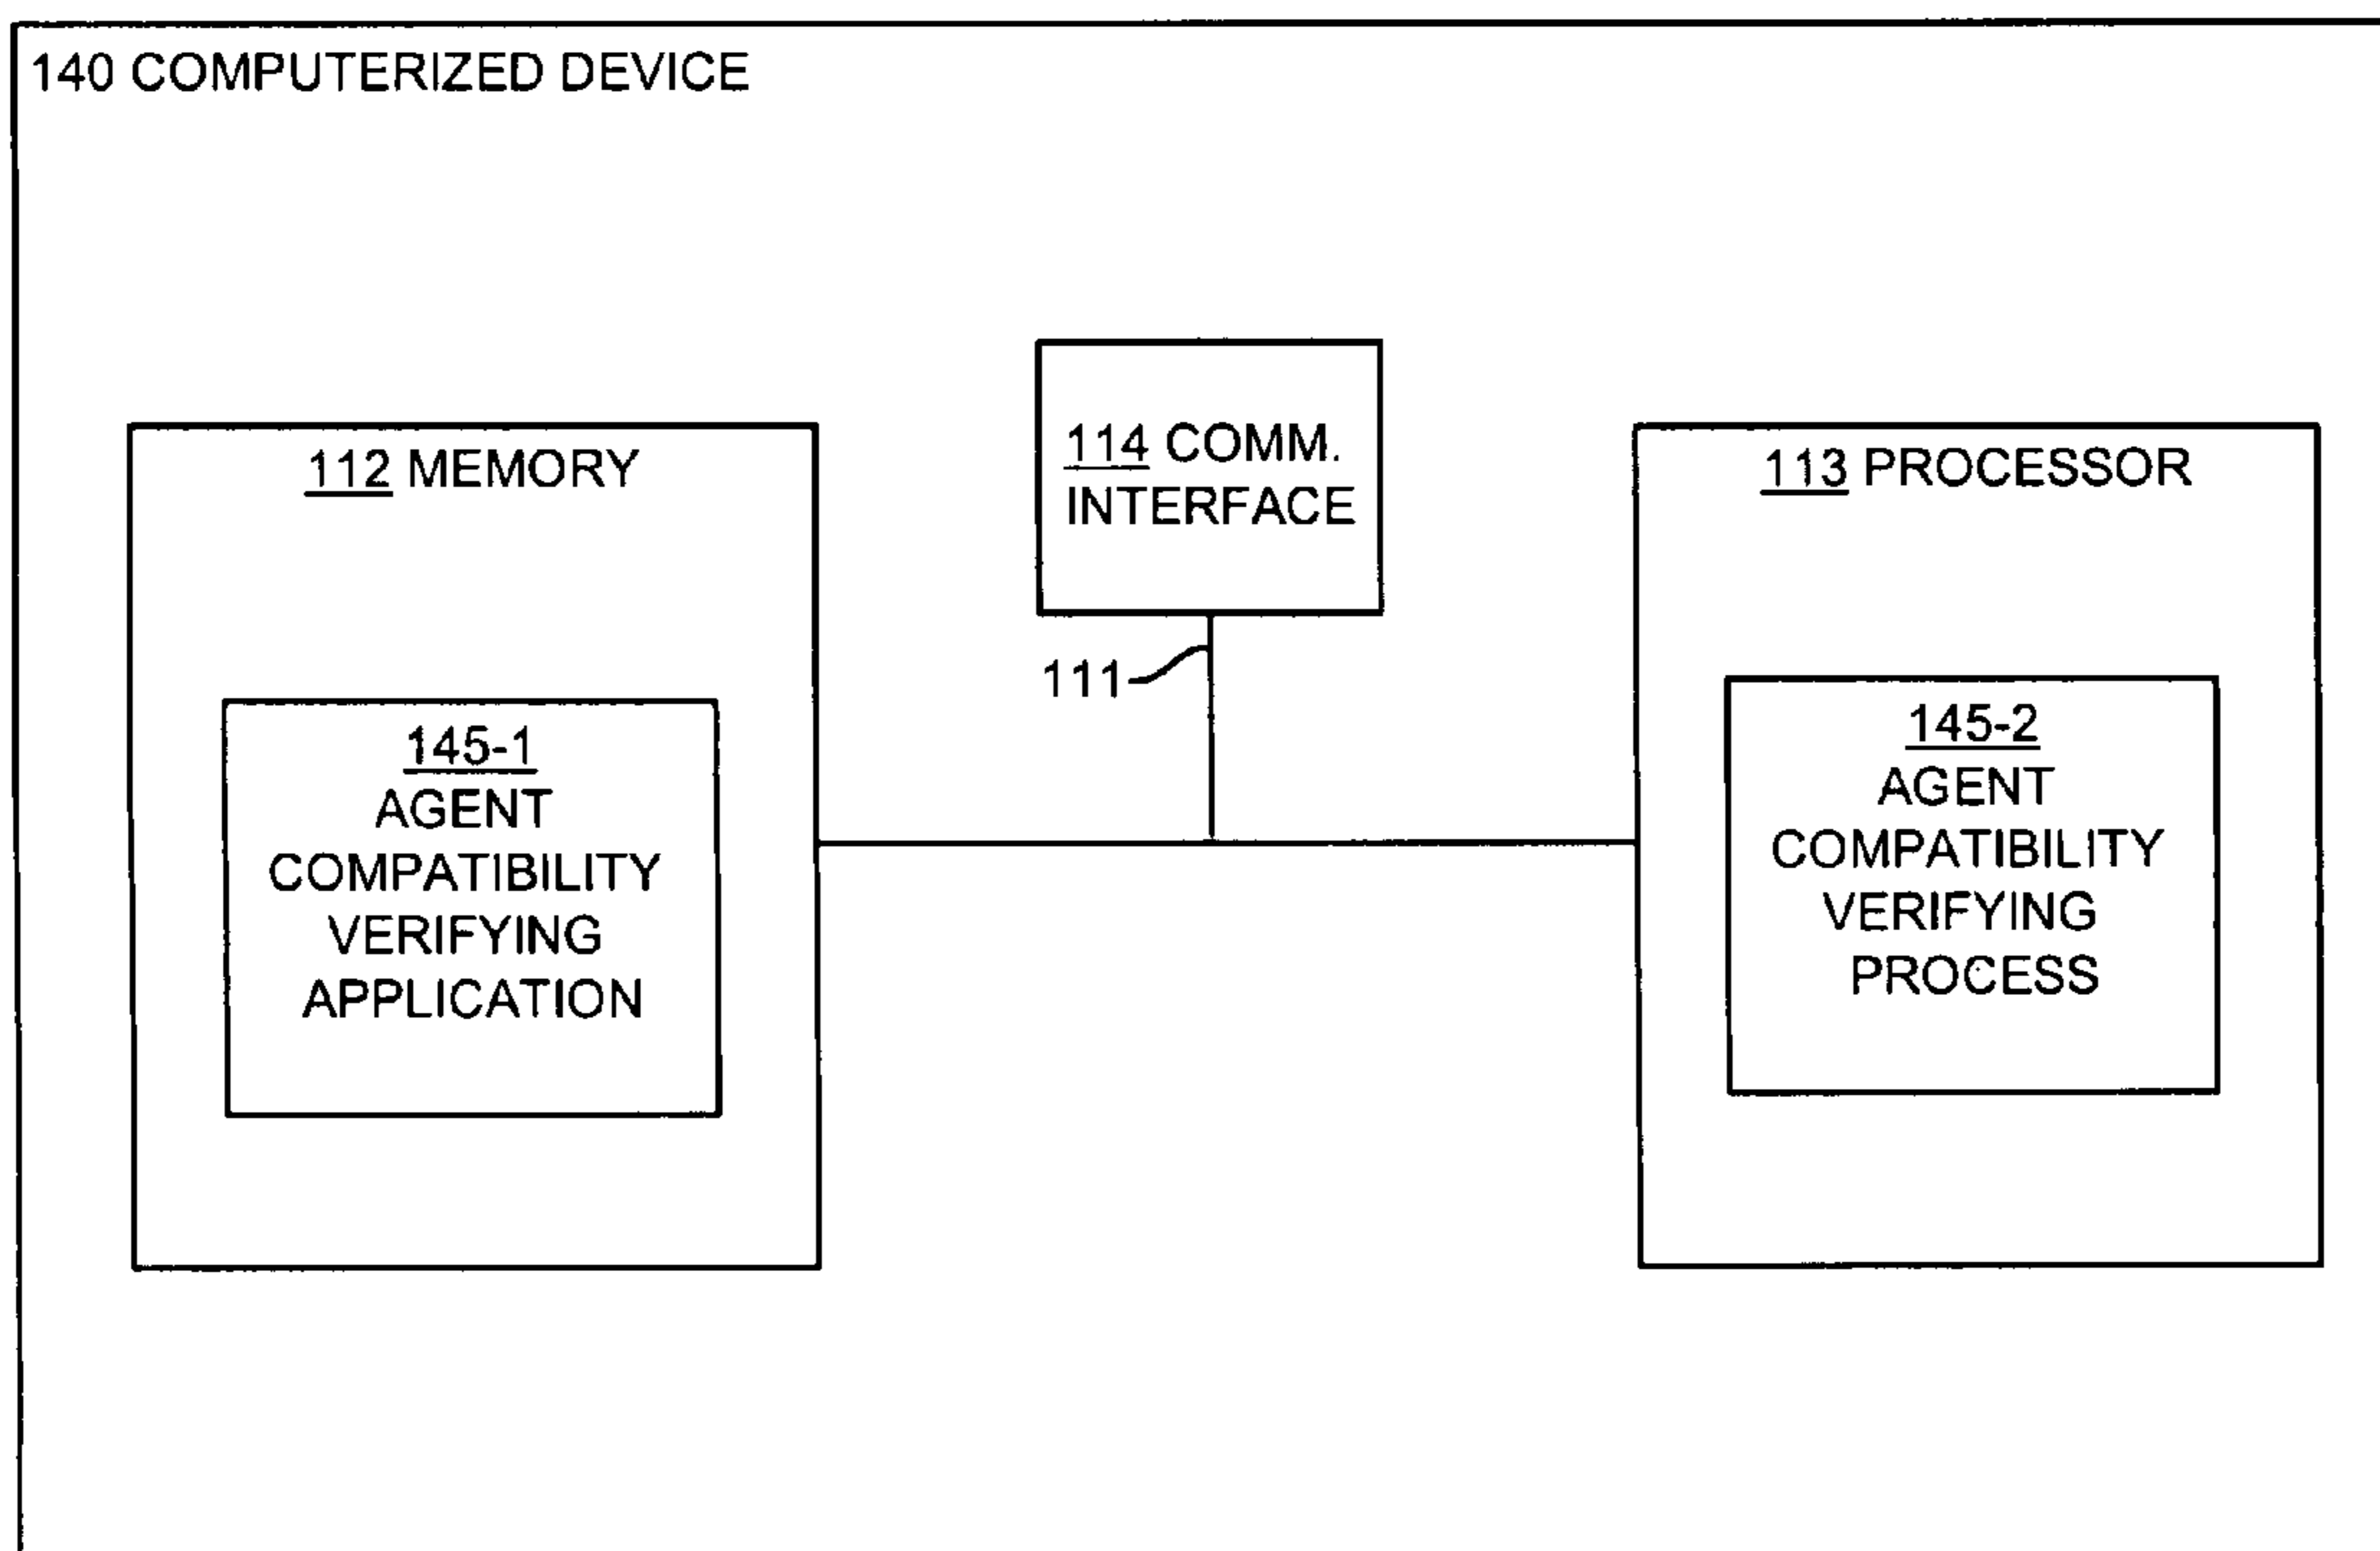 140 COMPUTERIZED DEVICE
112 MEMORY
145-1
AGENT
COMPATIBILITY
VERIFYING
APPLICATION
114 COMM.
INTERFACE
111
113 PROCESSOR
145-2
AGENT
COMPATIBILITY
VERIFYING
PROCESS